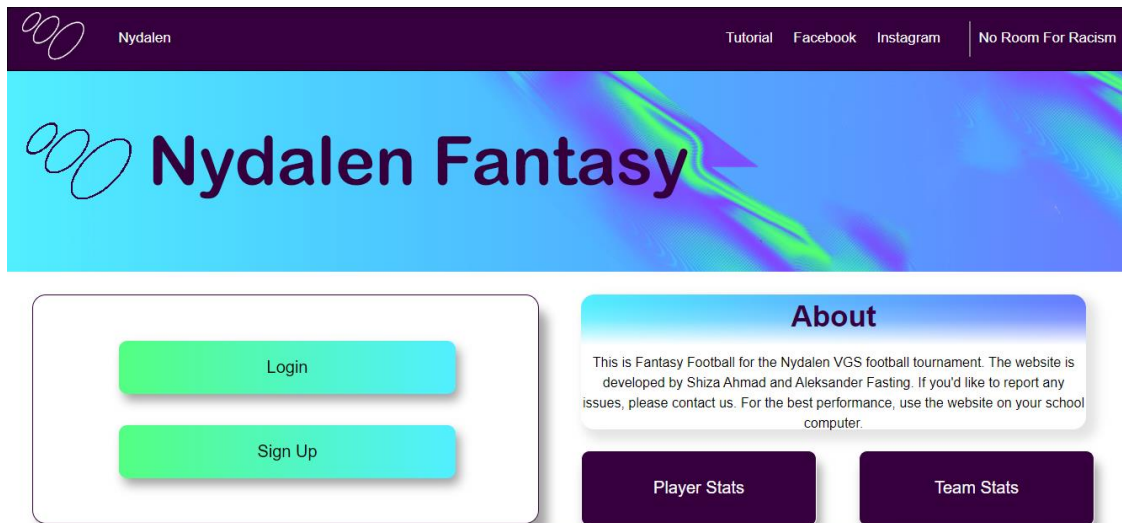 Nydalen
Tutorial Facebook Instagram No Room For Racism
Nydalen Fantasy
Login
Sign Up
About
This is Fantasy Football for the Nydalen VGS football tournament. The website is
developed by Shiza Ahmad and Aleksander Fasting. If you'd like to report any
issues, please contact us. For the best performance, use the website on your school
computer.
Player Stats
Team Stats